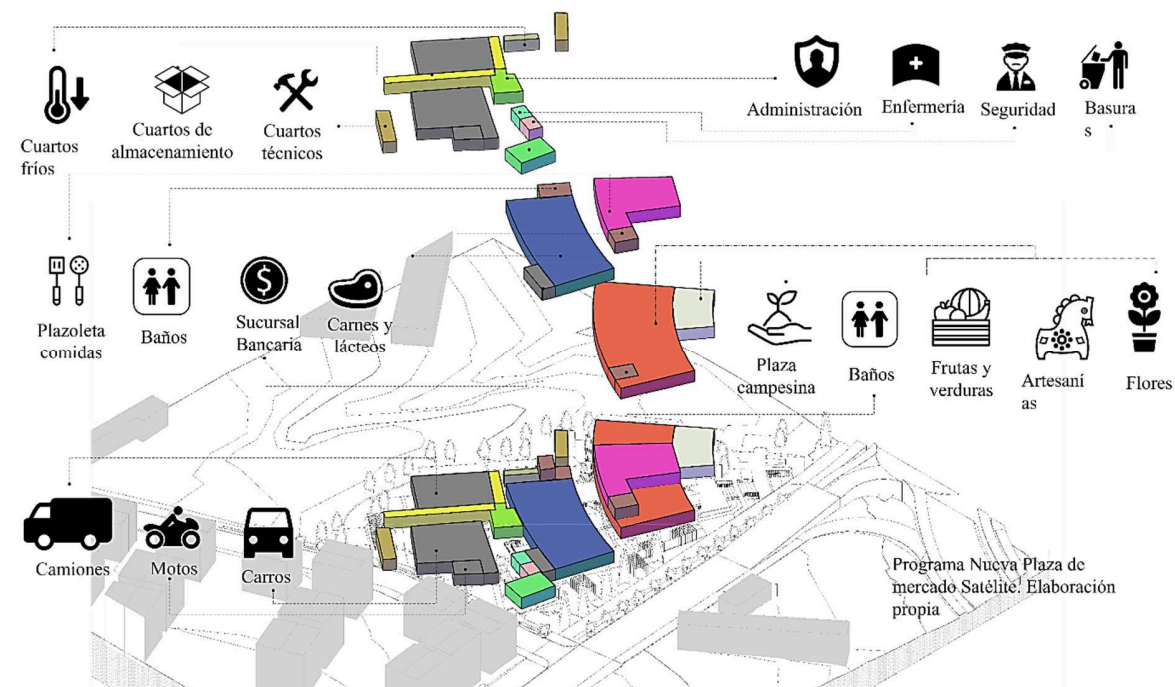 Cuartos
fríos
Cuartos de
almacenamiento
Cuartos
técnicos
Administración
Enfermería
Seguridad
Basura
s
Plazoleta
comidas
Baños
Sucursal
Bancaria
Carnes y
lácteos
Plaza
campesina
Baños
Frutas y
verduras
Artesaní
as
Flores
Camiones
Motos
Carros
Programa Nueva Plaza de
mercado Satélite. Elaboración
propia